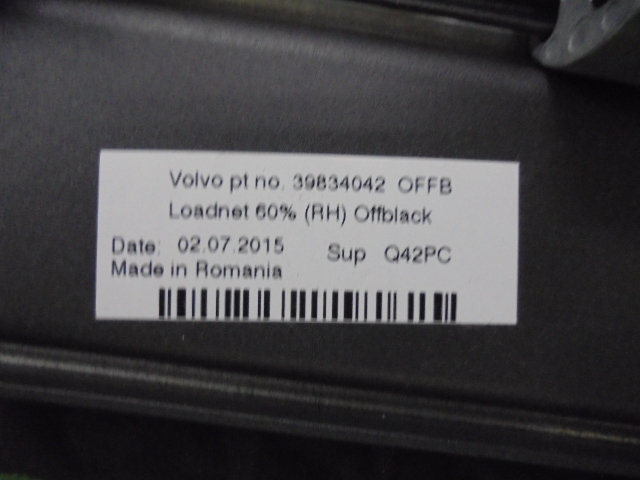 Volvo pt no. 39834042 OFFB
Loadnet 60% (RH) Offblack
Date: 02.07.2015 Sup Q42PC
Made in Romania